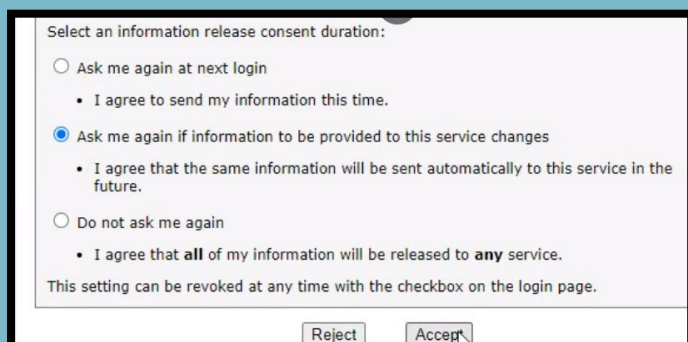 Select an information release consent duration:
Ask me again at next login
• I agree to send my information this time.
Ask me again if information to be provided to this service changes
• I agree that the same information will be sent automatically to this service in the
future.
Do not ask me again
• I agree that all of my information will be released to any service.
This setting can be revoked at any time with the checkbox on the login page.
Reject Accept